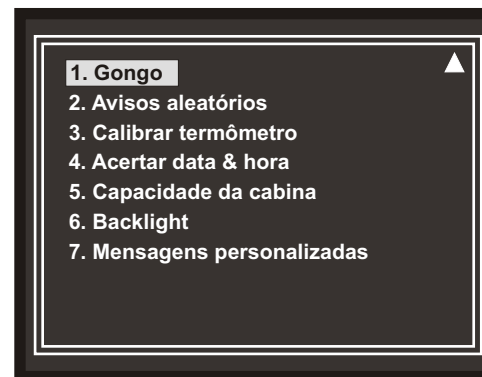 1. Gongo
2. Avisos aleatórios
3. Calibrar termômetro
4. Acertar data & hora
5. Capacidade da cabina
6. Backlight
7. Mensagens personalizadas